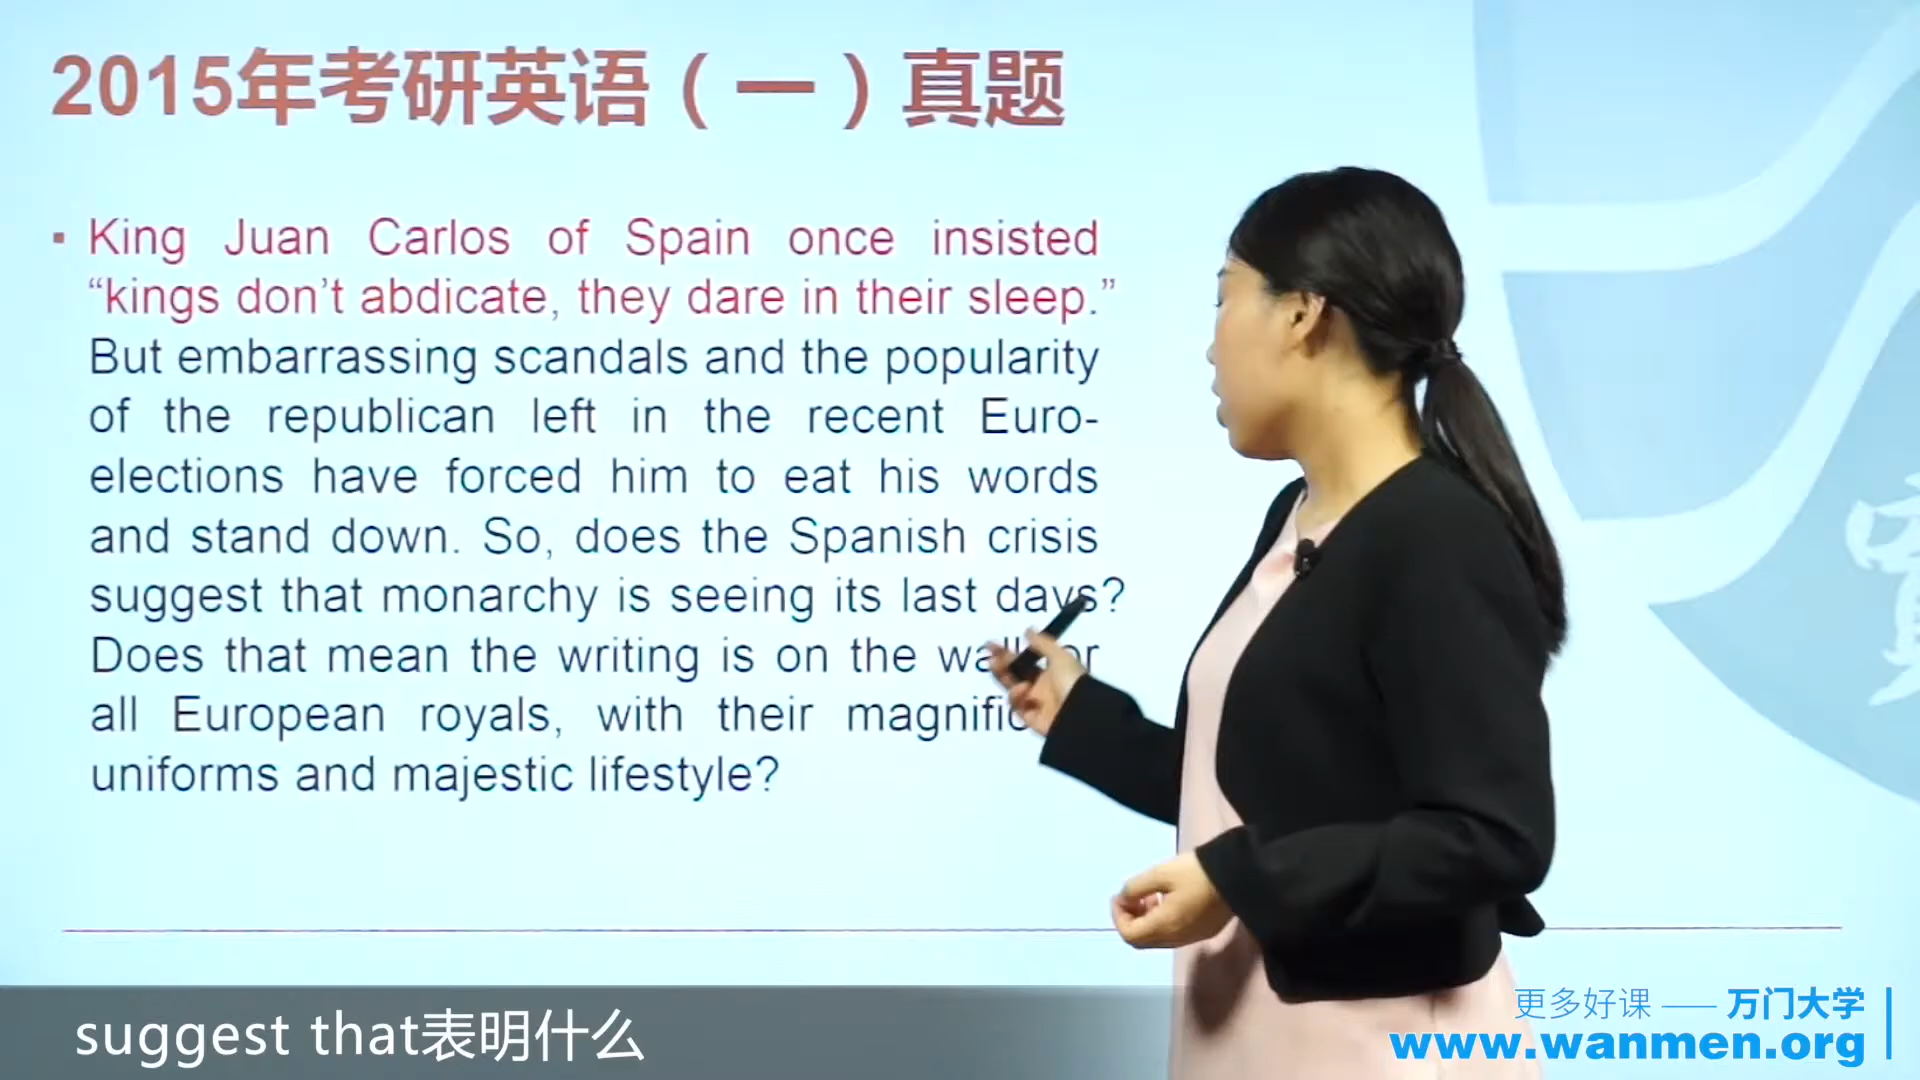 2015年考研英语（一）真题
▪ King Juan Carlos of Spain once insisted
“kings don’t abdicate, they dare in their sleep.”
But embarrassing scandals and the popularity
of the republican left in the recent Euro-
elections have forced him to eat his words
and stand down. So, does the Spanish crisis
suggest that monarchy is seeing its last days?
Does that mean the writing is on the wall
all European royals, with their
uniforms and majestic lifestyle?
suggest that表明什么
更多好课 —— 万门大学
www.wanmen.org